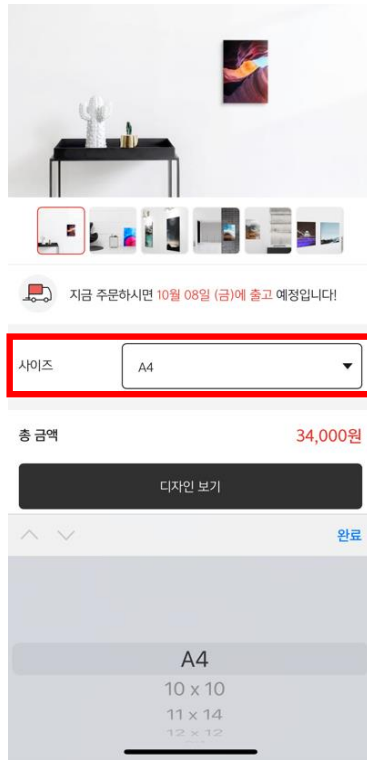 지금 주문하시면 10월 08일 (금)에 출고 예정입니다!
사이즈
A4
총 금액 34,000원
디자인 보기
완료
A4
10 x 10
11 x 14
12 x 12